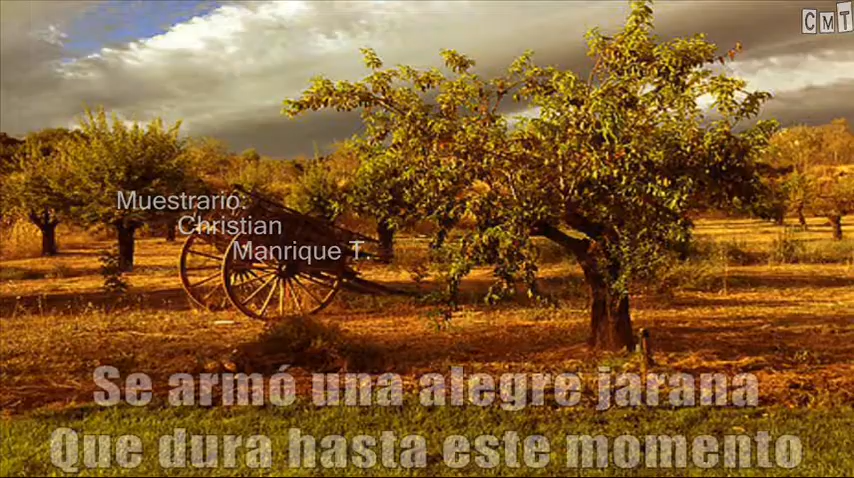 CMT
Muestrario:
Christian
Manrique T.
Se armó una alegre jarana
Que dura hasta este momento